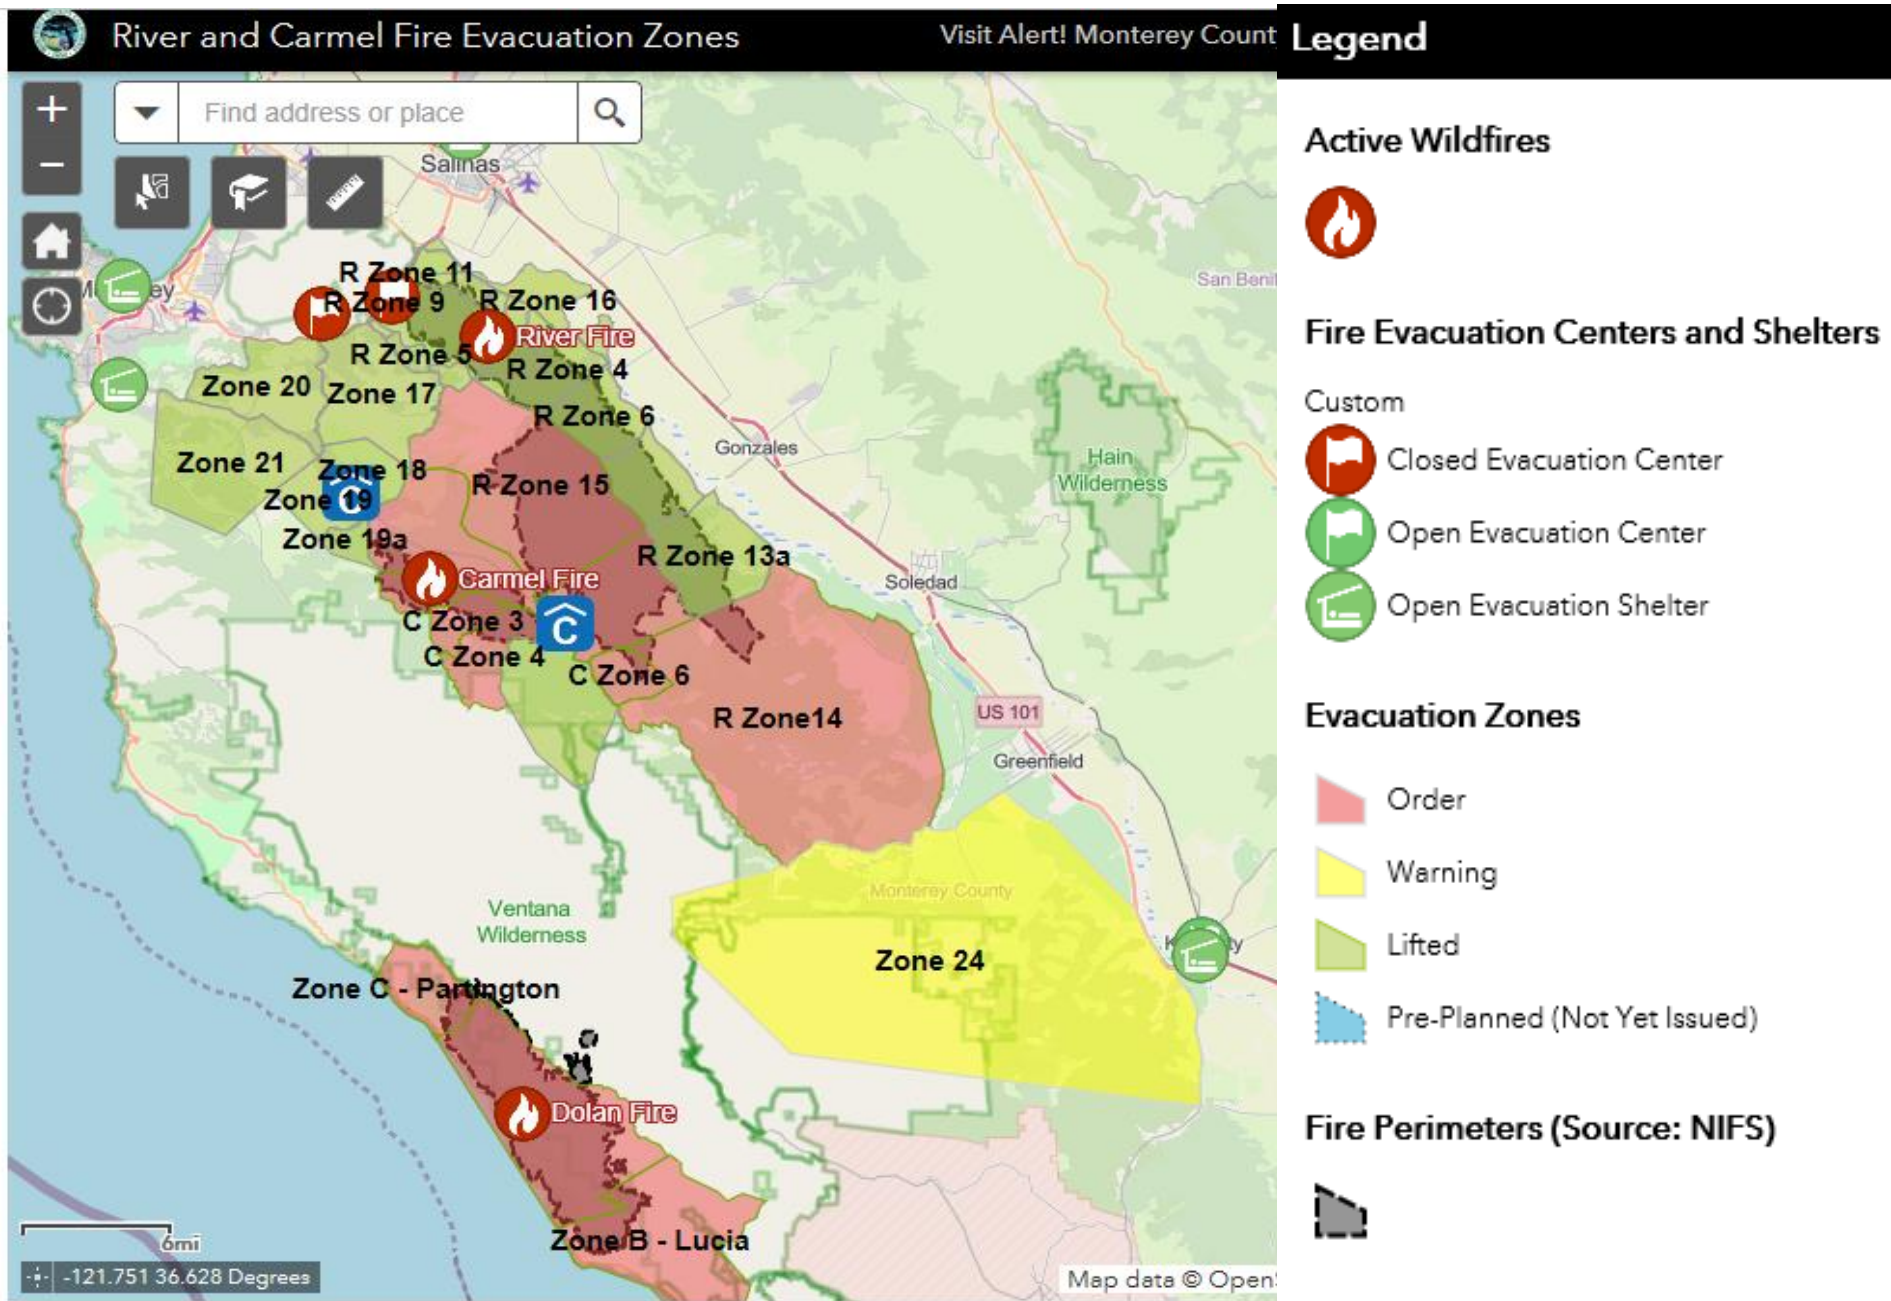 River and Carmel Fire Evacuation Zones
Visit Alert! Monterey Count
Find address or place
Salinas
San Beni
R Zone 11
R Zone 9
R Zone 16
River Fire
R Zone 5
R Zone 4
Zone 20
Zone 17
R Zone 6
Gonzales
Hain
Wilderness
Zone 21
Zone 18
R Zone 15
Zone 19
C
Zone 19a
R Zone 13a
Carmel Fire
Soledad
C Zone 3
C
C Zone 4
C Zone 6
R Zone14
US 101
Greenfield
Monterey County
Ventana
Wilderness
Zone 24
Zone C - Partington
Dolan Fire
Zone B - Lucia
6mi
-121.751 36.628 Degrees
Map data © OpenS
Legend
Active Wildfires
Fire Evacuation Centers and Shelters
Custom
Closed Evacuation Center
Open Evacuation Center
Open Evacuation Shelter
Evacuation Zones
Order
Warning
Lifted
Pre-Planned (Not Yet Issued)
Fire Perimeters (Source: NIFS)